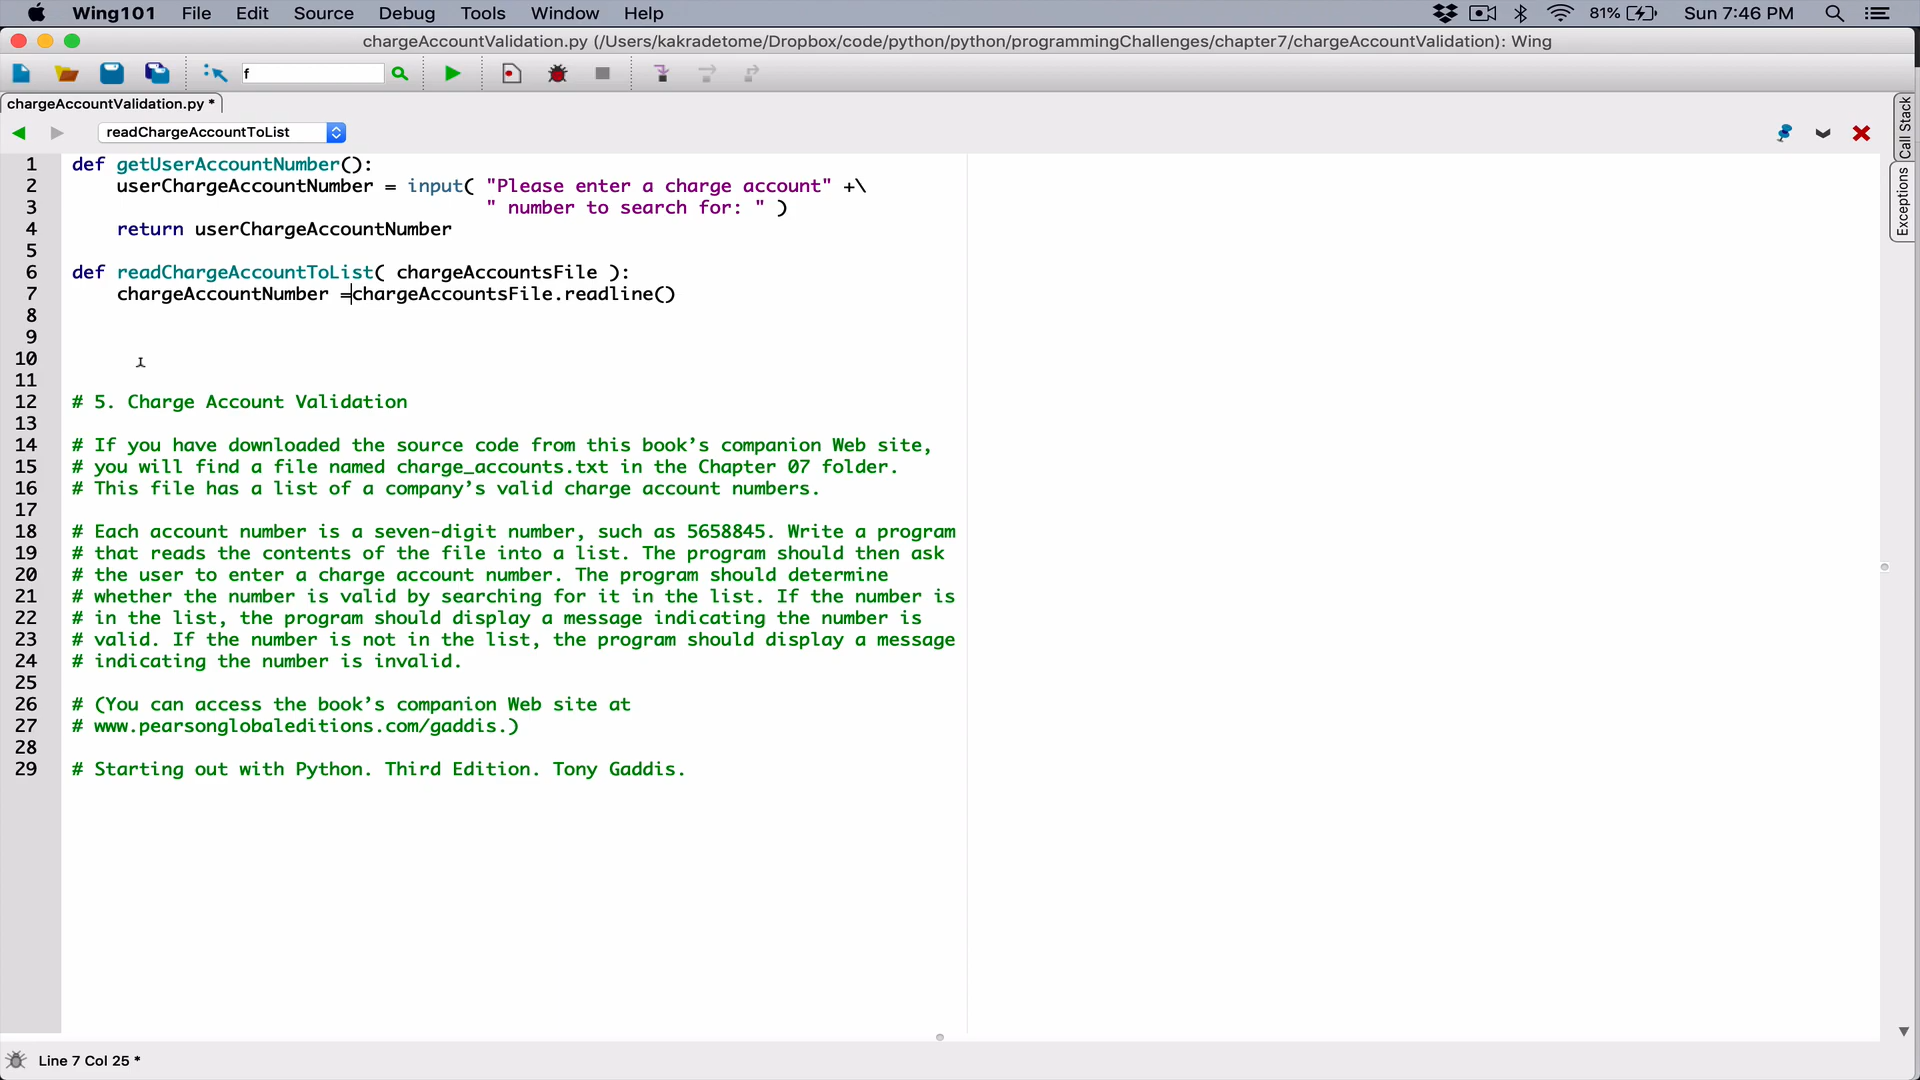 Wing101 File Edit Source Debug Tools Window Help 81% Sun 7:46 PM
chargeAccountValidation.py (/Users/kakradetome/Dropbox/code/python/python/programmingChallenges/chapter7/chargeAccountValidation): Wing
f
chargeAccountValidation.py *
readChargeAccountToList
Call Stack
Exceptions
1 def getUserAccountNumber():
2 userChargeAccountNumber = input( "Please enter a charge account" +\
3 " number to search for: " )
4 return userChargeAccountNumber
5
6 def readChargeAccountToList( chargeAccountsFile ):
7 chargeAccountNumber =chargeAccountsFile.readline()
8
9
10
11
12 # 5. Charge Account Validation
13
14 # If you have downloaded the source code from this book’s companion Web site,
15 # you will find a file named charge_accounts.txt in the Chapter 07 folder.
16 # This file has a list of a company’s valid charge account numbers.
17
18 # Each account number is a seven-digit number, such as 5658845. Write a program
19 # that reads the contents of the file into a list. The program should then ask
20 # the user to enter a charge account number. The program should determine
21 # whether the number is valid by searching for it in the list. If the number is
22 # in the list, the program should display a message indicating the number is
23 # valid. If the number is not in the list, the program should display a message
24 # indicating the number is invalid.
25
26 # (You can access the book’s companion Web site at
27 # www.pearsonglobaleditions.com/gaddis.)
28
29 # Starting out with Python. Third Edition. Tony Gaddis.
Line 7 Col 25 *